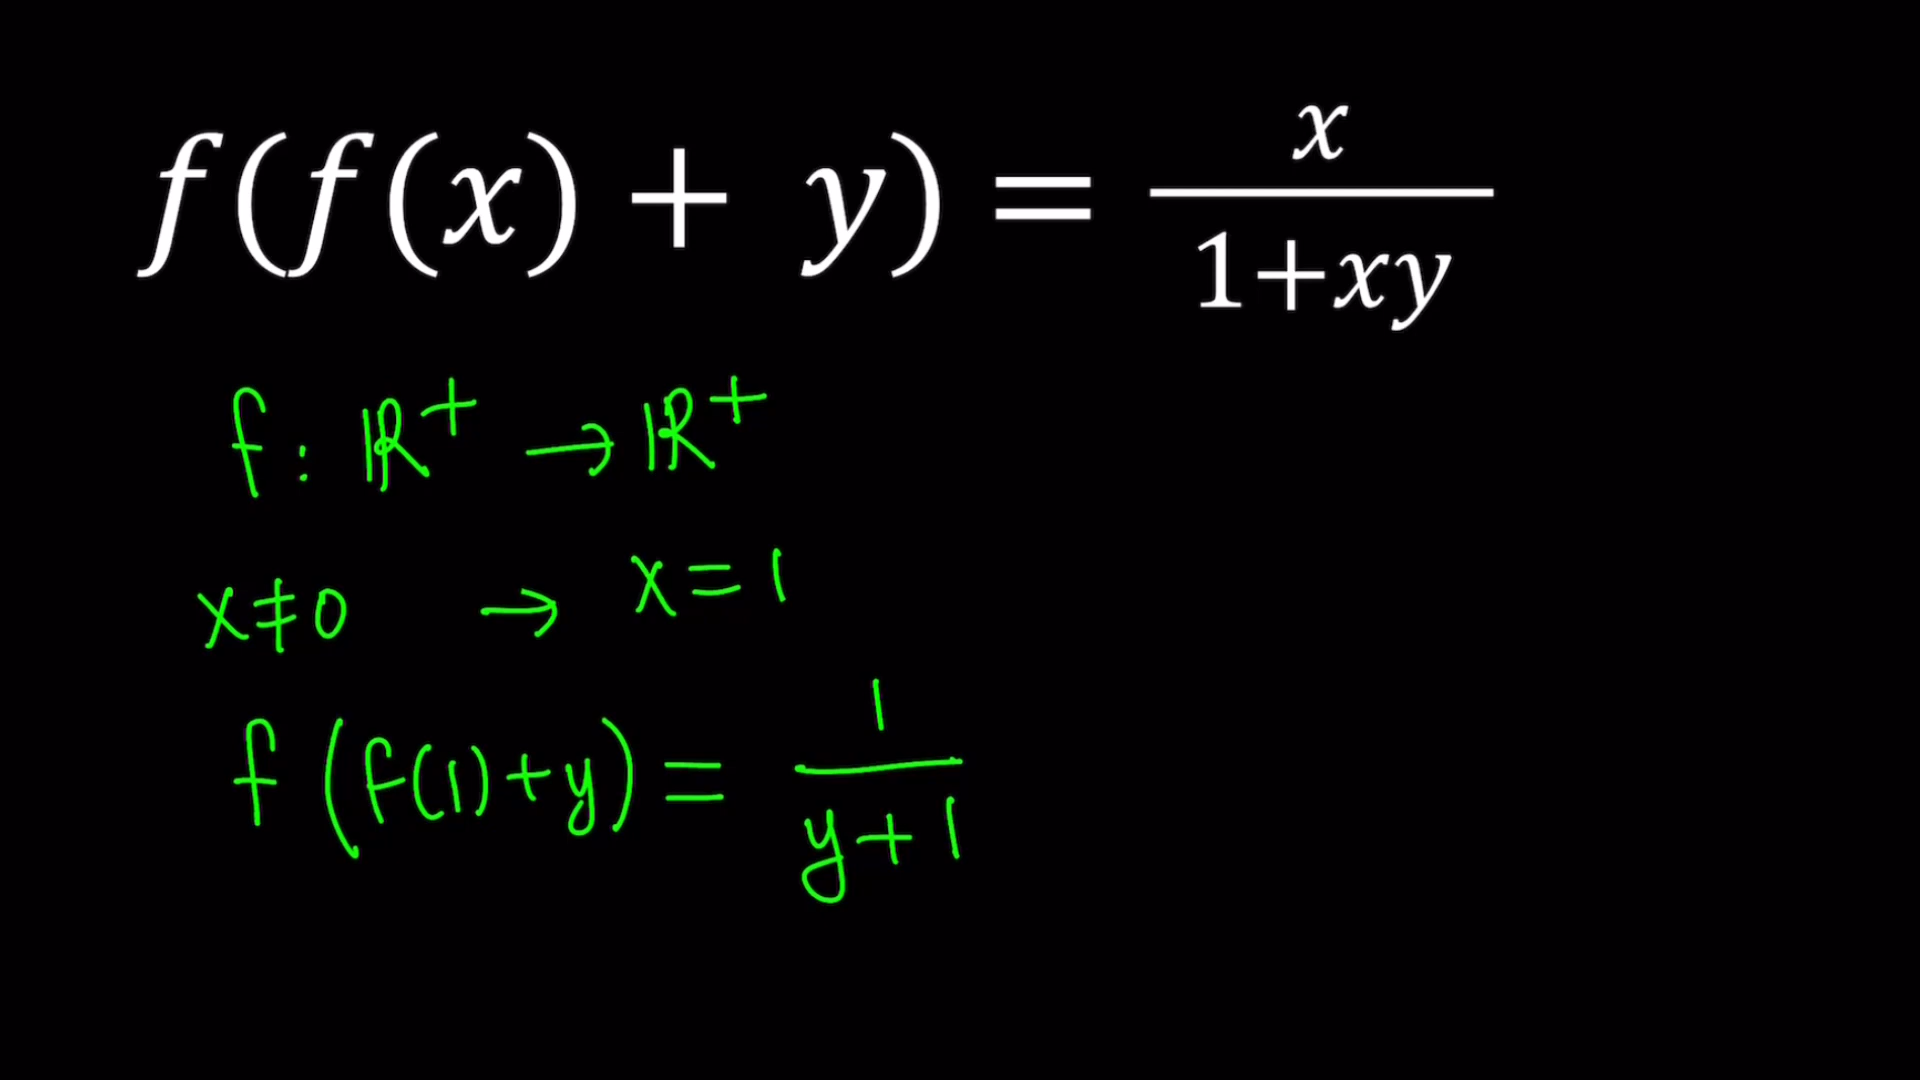 f(f(x) + y) = x/(1+xy)
f: ℝ⁺ → ℝ⁺
x≠0 → x=1
f(f(1)+y) = 1/(y+1)